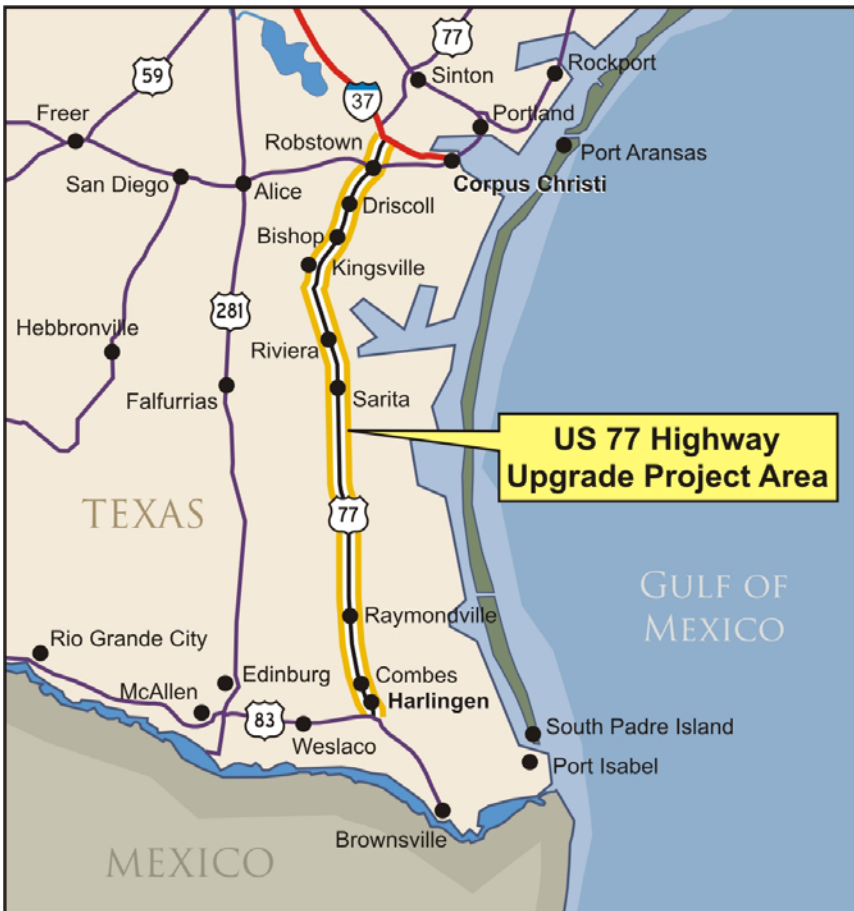 77
59
Sinton
Rockport
37
Freer
Portland
Robstown
Port Aransas
San Diego
Alice
Corpus Christi
Driscoll
Bishop
Kingsville
281
Hebbronville
Riviera
Falfurrias
Sarita
US 77 Highway
Upgrade Project Area
TEXAS
77
GULF OF
MEXICO
Raymondville
Rio Grande City
Edinburg
Combes
McAllen
Harlingen
83
South Padre Island
Weslaco
Port Isabel
Brownsville
MEXICO